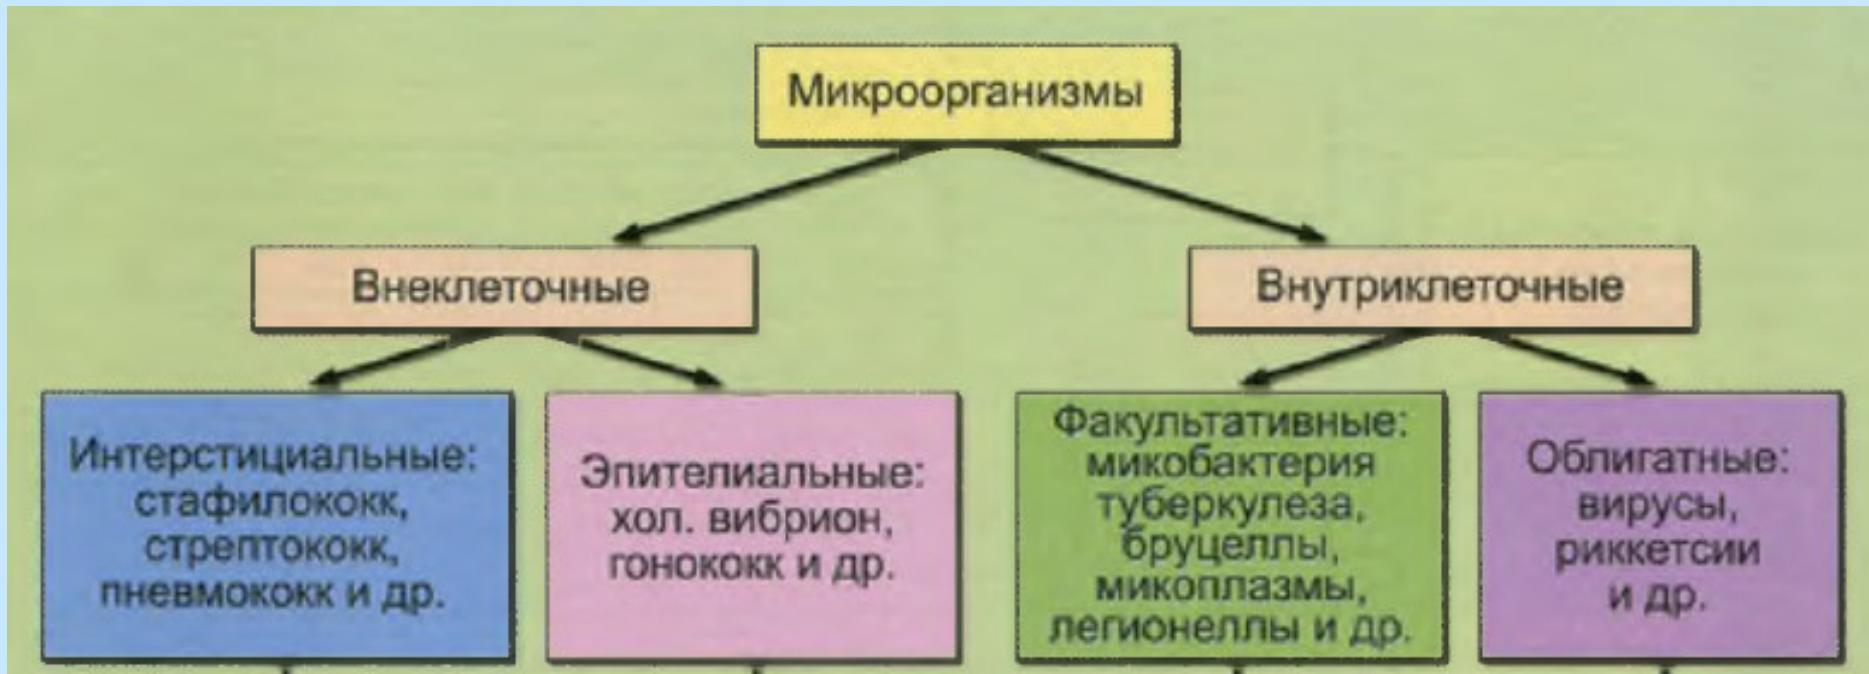 Микроорганизмы
Внеклеточные
Внутриклеточные
Интерстициальные:
стафилококк,
стрептококк,
пневмококк и др.
Эпителиальные:
хол. вибрион,
гонококк и др.
Факультативные:
микобактерия
туберкулеза,
бруцеллы,
микоплазмы,
легионеллы и др.
Облигатные:
вирусы,
риккетсии
и др.